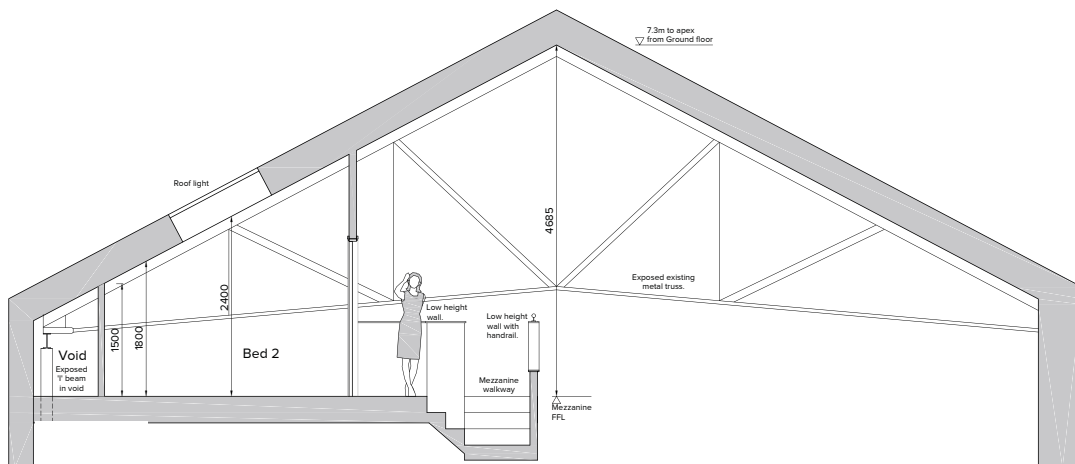 7.3m to apex
from Ground floor
Roof light
4685
Exposed existing
metal truss.
2400
Low height
wall.
Low height
wall with
handrail.
1500
1800
Void
Exposed
'I' beam
in void
Bed 2
Mezzanine
walkway
Mezzanine
FFL